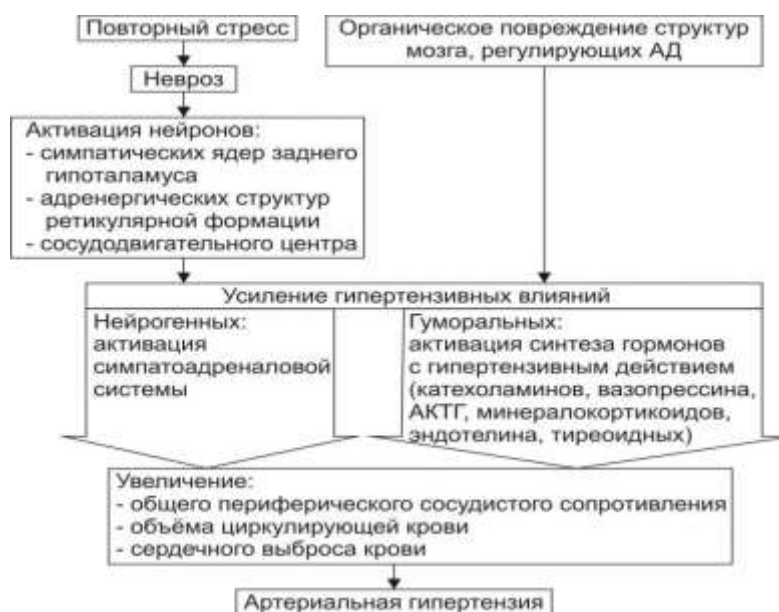 Повторный стресс
Органическое повреждение структур
мозга, регулирующих АД
Невроз
Активация нейронов:
- симпатических ядер заднего
гипоталамуса
- адренергических структур
ретикулярной формации
- сосудодвигательного центра
Усиление гипертензивных влияний
Нейрогенных:
активация
симпатоадреналовой
системы
Гуморальных:
активация синтеза гормонов
с гипертензивным действием
(катехоламинов, вазопрессина,
АКТГ, минералокортикоидов,
эндотелина, тиреоидных)
Увеличение:
- общего периферического сосудистого сопротивления
- объёма циркулирующей крови
- сердечного выброса крови
Артериальная гипертензия